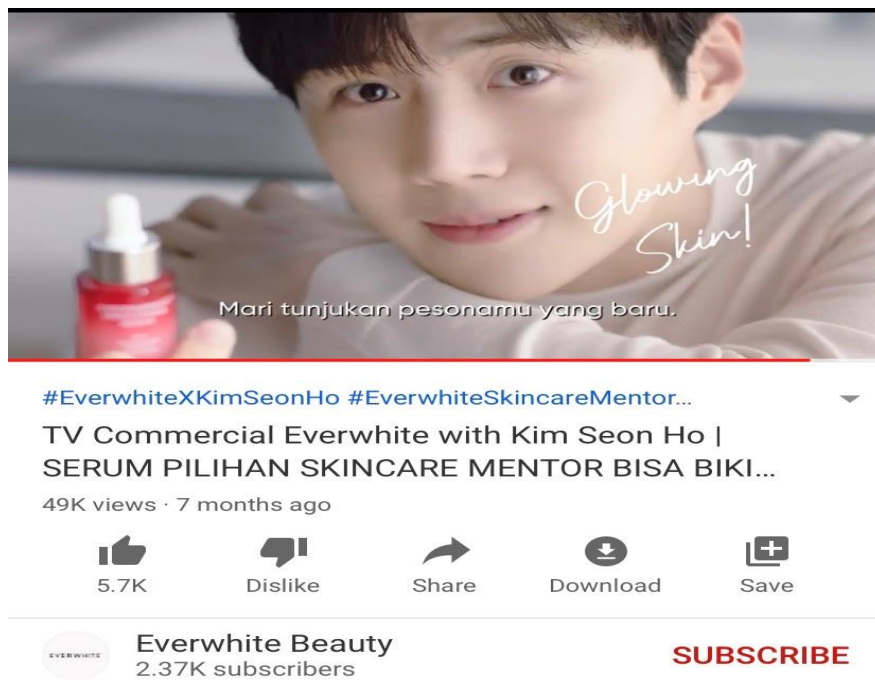 Glowing
Skin!
Mari tunjukan pesonamu yang baru.
#EverwhiteXKimSeonHo #EverwhiteSkincareMentor...
TV Commercial Everwhite with Kim Seon Ho |
SERUM PILIHAN SKINCARE MENTOR BISA BIKI...
49K views · 7 months ago
5.7K Dislike Share Download Save
EVERWHITE
Everwhite Beauty
2.37K subscribers
SUBSCRIBE